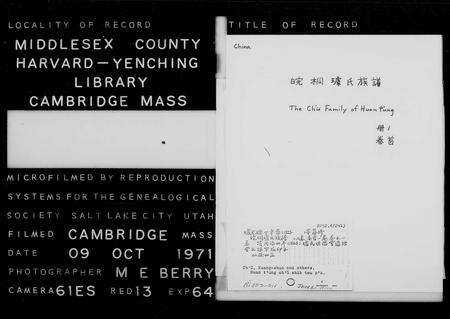 LOCALITY OF RECORD
MIDDLESEX COUNTY
HARVARD-YENCHING
LIBRARY
CAMBRIDGE MASS
MICROFILMED BY REPRODUCTION
SYSTEMS FOR THE GENEALOGICAL
SOCIETY SALT LAKE CITY UTAH
FILMED CAMBRIDGE MASS
DATE 09 OCT 1971
PHOTOGRAPHER M E BERRY
CAMERA 61ES RED 13 EXP 64
TITLE OF RECORD
China
皖桐璩氏族譜
The Chü Family of Huan T'ung
册1
卷首